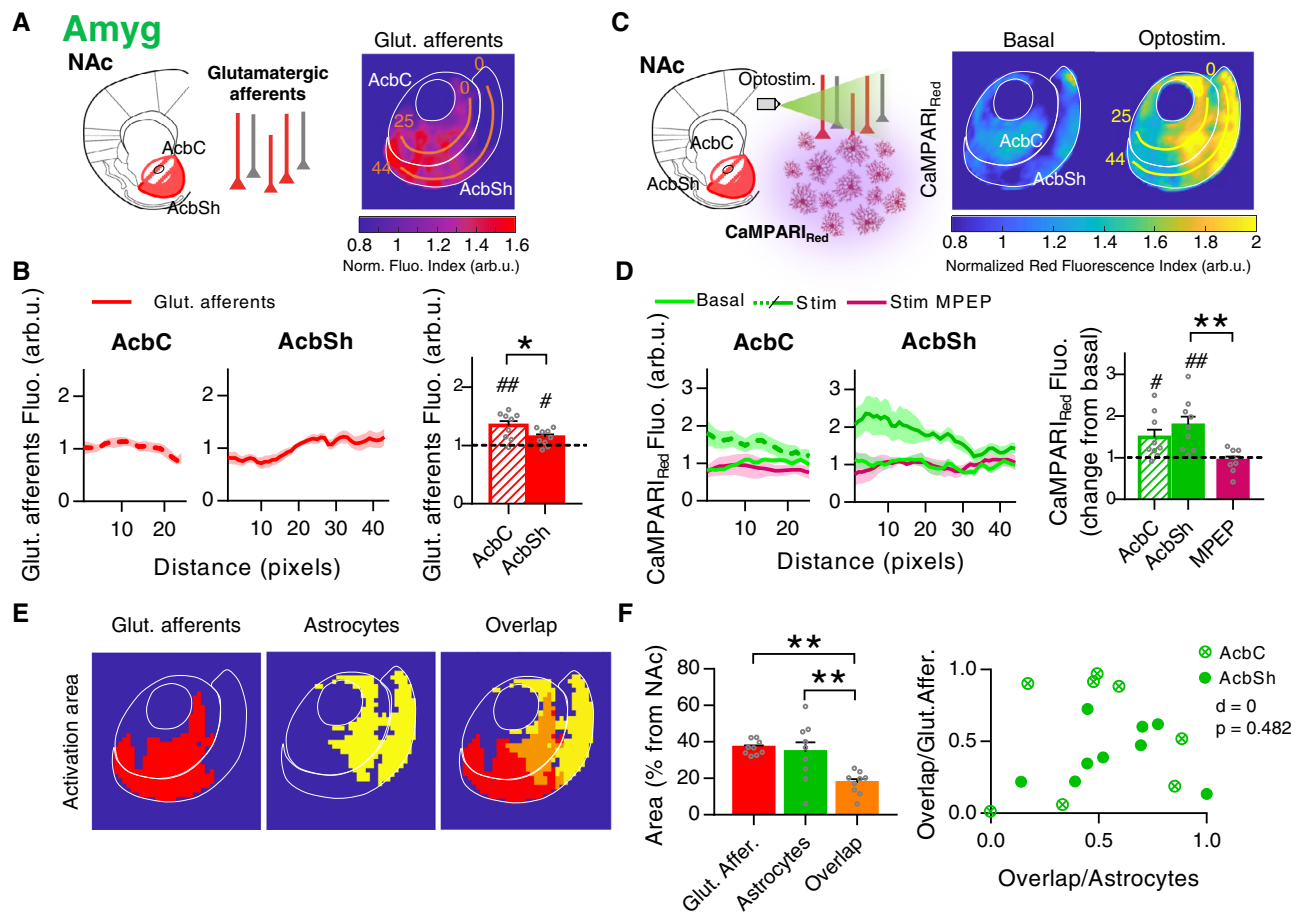 A
Amyg
NAc
Glutamatergic
afferents
AcbC
AcbSh
Glut. afferents
AcbC
0
0
25
44
AcbSh
0.8 1 1.2 1.4 1.6
Norm. Fluo. Index (arb.u.)
C
NAc
Optostim.
AcbC
AcbSh
CaMPARIRed
Basal
Optostim.
CaMPARIRed
AcbC
AcbSh
0
25
44
0.8 1 1.2 1.4 1.6 1.8 2
Normalized Red Fluorescence Index (arb.u.)
B
Glut. afferents
Glut. afferents Fluo. (arb.u.)
AcbC
2
1
0
10 20
AcbSh
2
1
0
10 20 30 40
Distance (pixels)
Glut. afferents Fluo. (arb.u.)
2
1
0
*
##
#
AcbC
AcbSh
D
Basal
Stim
Stim MPEP
CaMPARIRed Fluo. (arb.u.)
AcbC
3
2
1
0
10 20
AcbSh
3
2
1
0
10 20 30 40
Distance (pixels)
CaMPARIRed Fluo.
(change from basal)
3
2
1
0
**
#
##
AcbC
AcbSh
MPEP
E
Glut. afferents
Astrocytes
Overlap
Activation area
F
Area (% from NAc)
80
60
40
20
0
**
**
Glut. Affer.
Astrocytes
Overlap
Overlap/Glut.Affer.
1.0
0.5
0.0
0.0 0.5 1.0
Overlap/Astrocytes
AcbC
AcbSh
d = 0
p = 0.482